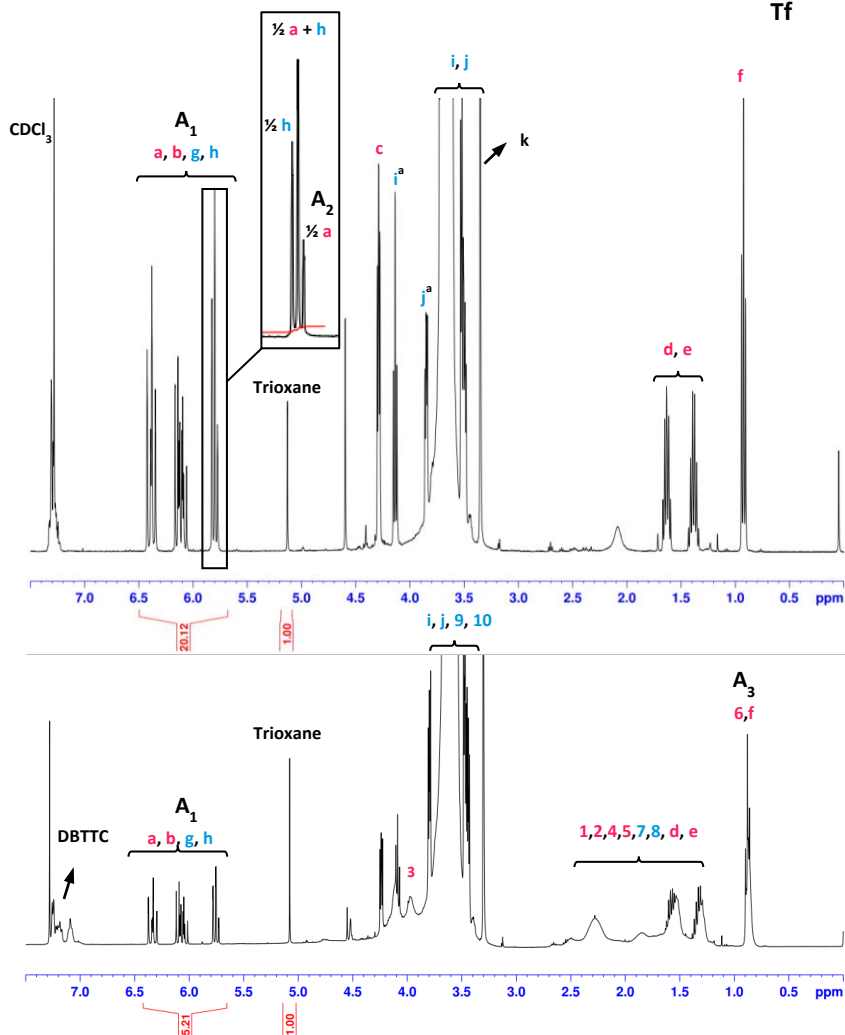 Tf
½ a + h
i, j
f
CDCl3
A1
a, b, g, h
½ h
A2
½ a
c
ia
k
ja
d, e
Trioxane
7.0 6.5 6.0 5.5 5.0 4.5 4.0 3.5 3.0 2.5 2.0 1.5 1.0 0.5 ppm
20.12
1.00
i, j, 9, 10
A3
6,f
Trioxane
A1
a, b, g, h
DBTTC
3
1,2,4,5,7,8, d, e
7.0 6.5 6.0 5.5 5.0 4.5 4.0 3.5 3.0 2.5 2.0 1.5 1.0 0.5 ppm
5.21
1.00